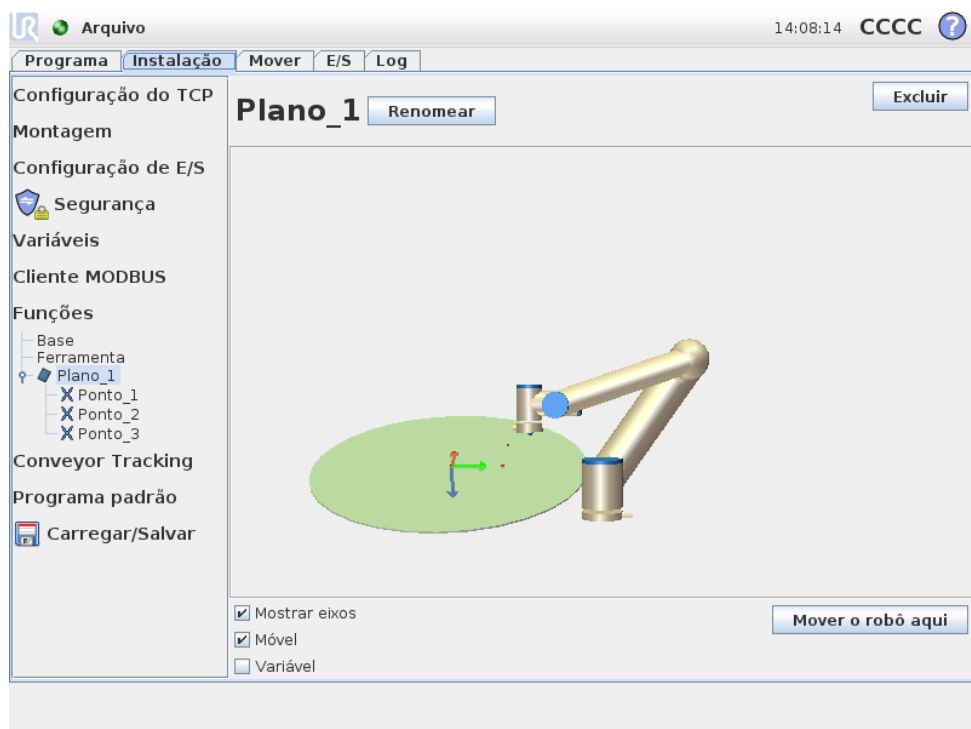 UR Arquivo 14:08:14 CCCC ?
Programa Instalação Mover E/S Log
Configuração do TCP
Montagem
Configuração de E/S
Segurança
Variáveis
Cliente MODBUS
Funções
Base
Ferramenta
Plano_1
Ponto_1
Ponto_2
Ponto_3
Conveyor Tracking
Programa padrão
Carregar/Salvar
Plano_1 Renomear Excluir
Mostrar eixos
Móvel
Variável
Mover o robô aqui